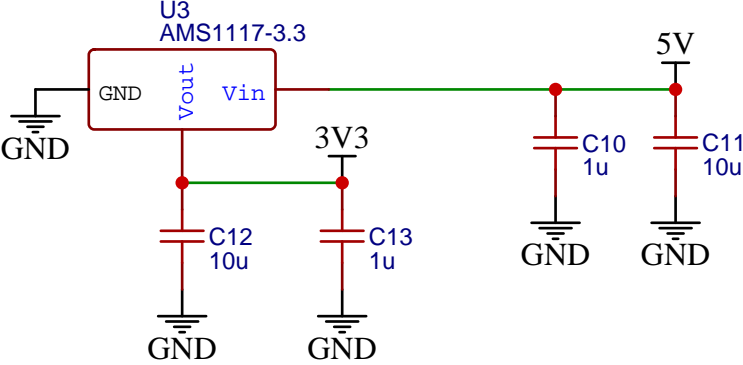 U3
AMS1117-3.3
GND
Vout
Vin
5V
GND
3V3
C10
1u
C11
10u
C12
10u
C13
1u
GND
GND
GND
GND